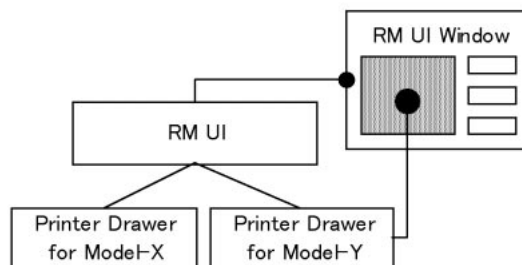 RM UI Window
RM UI
Printer Drawer
for Model-X
Printer Drawer
for Model-Y